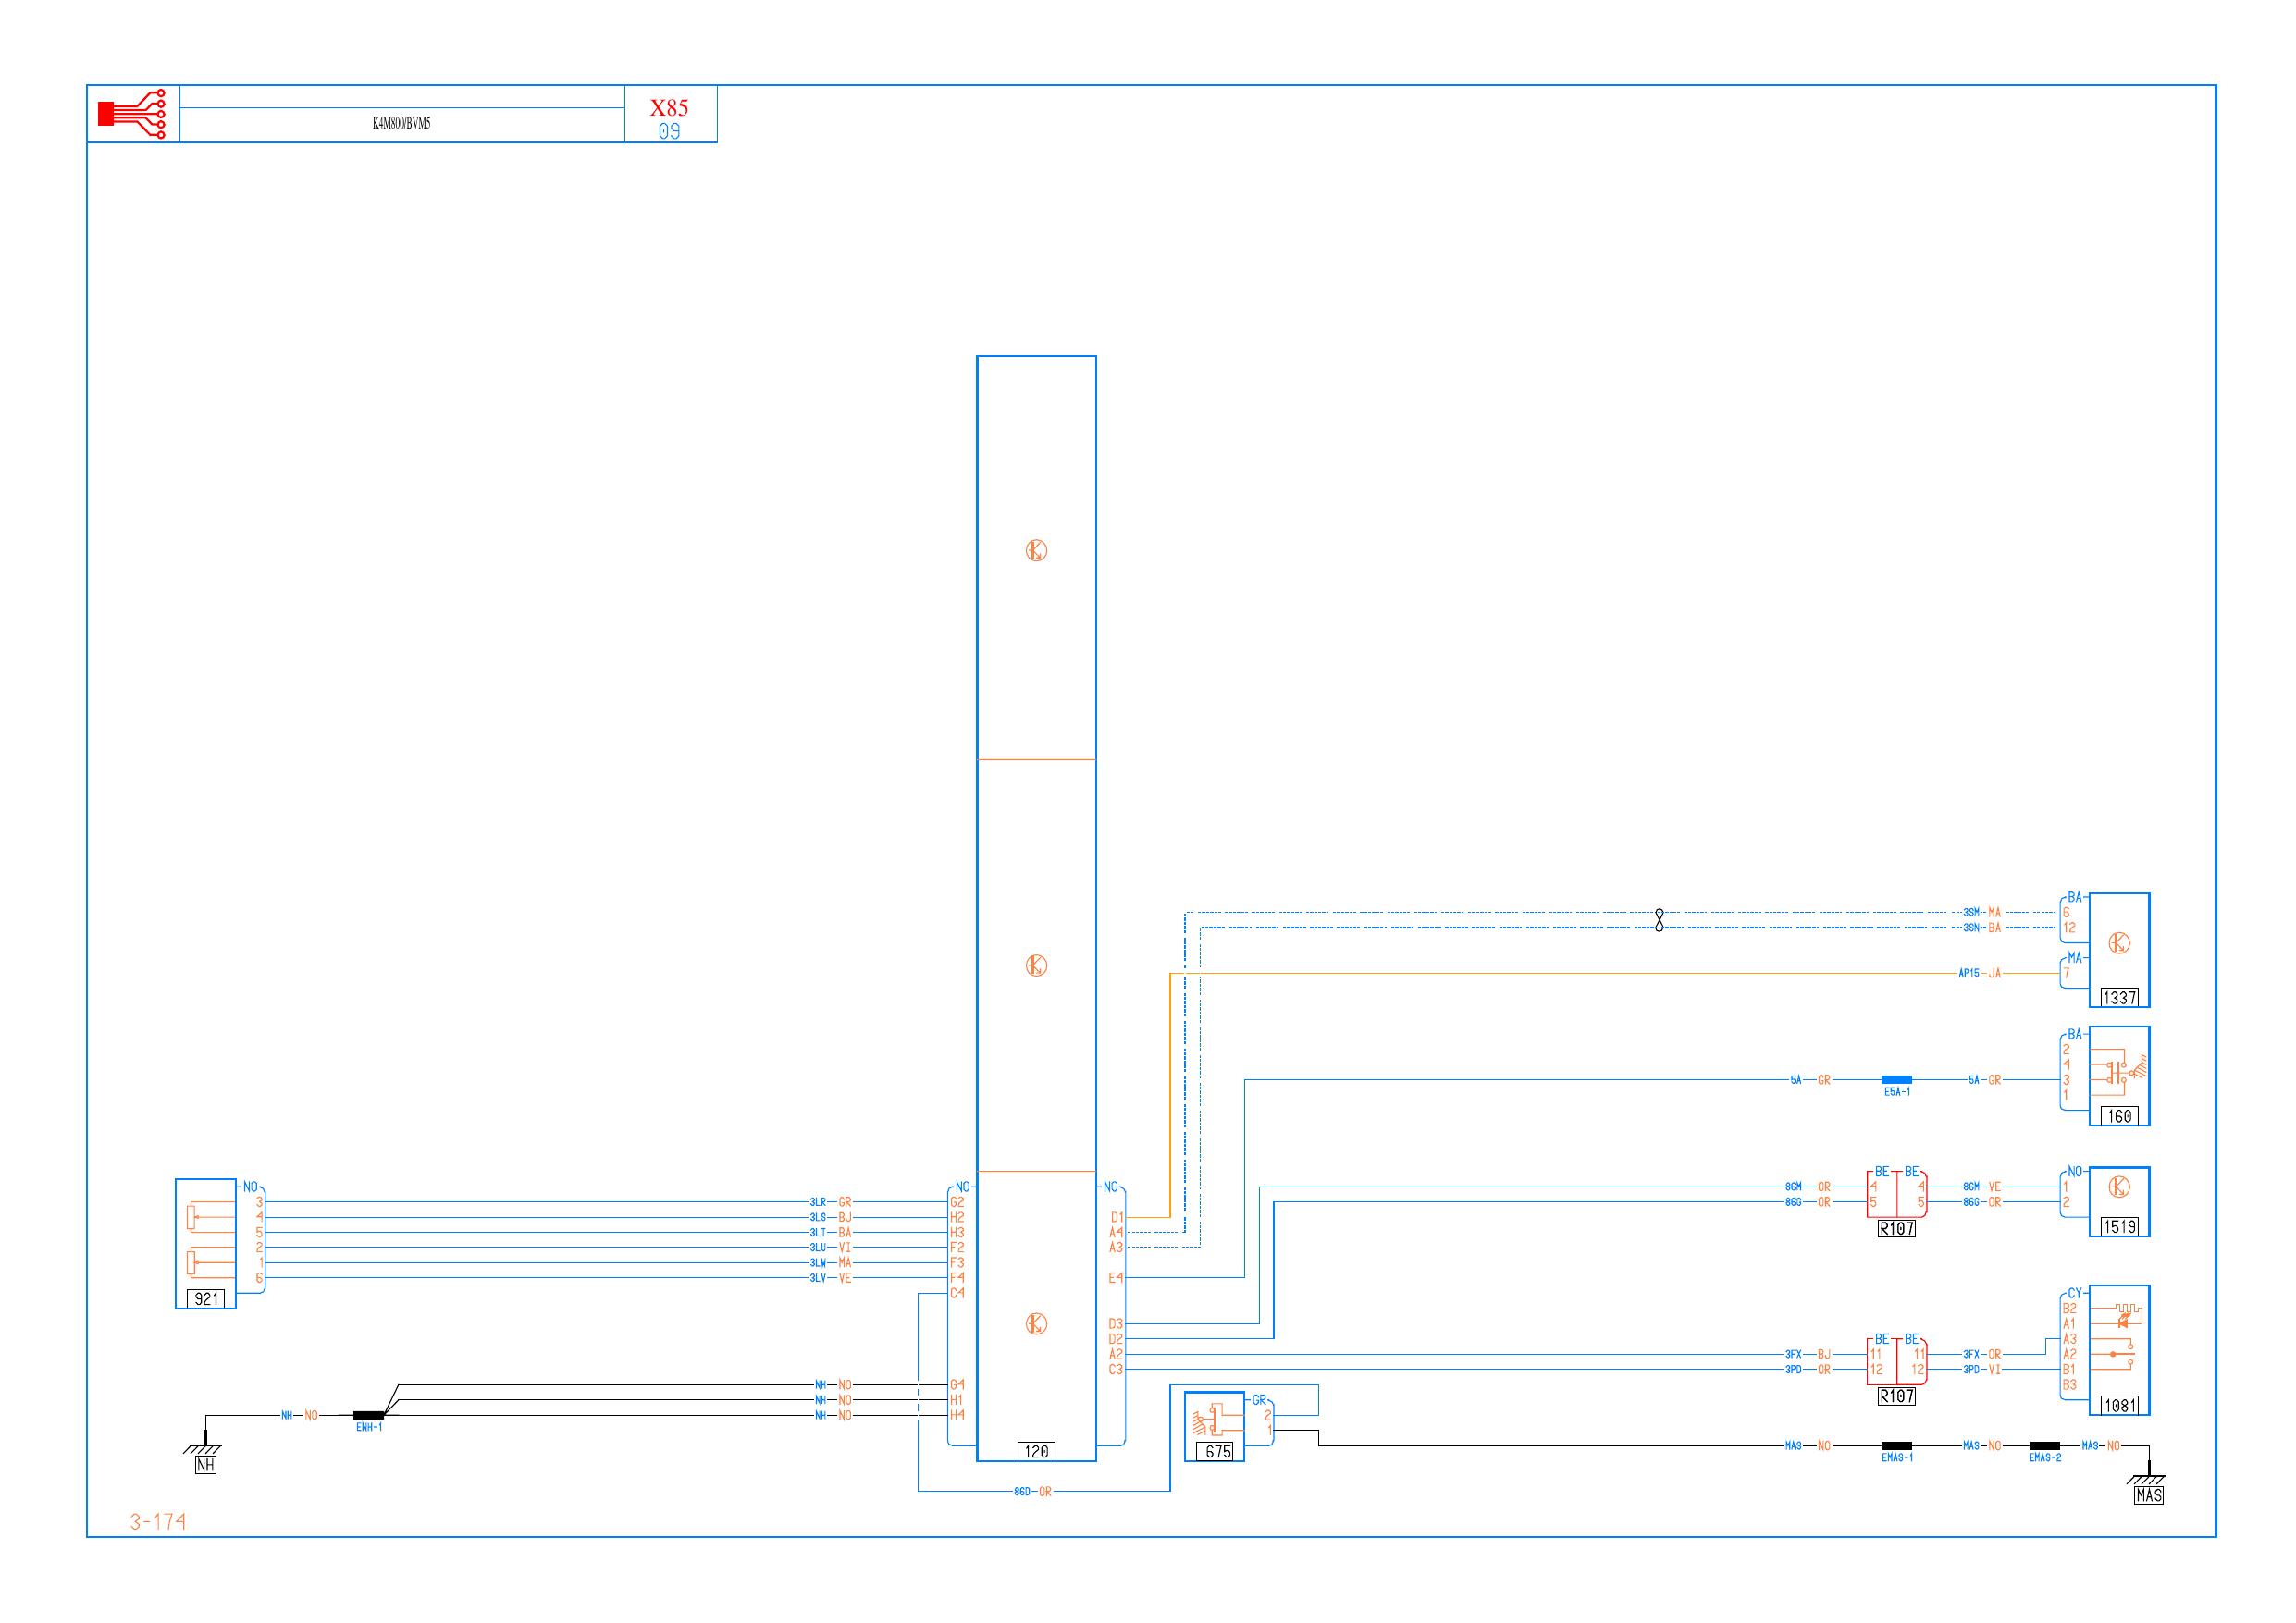 K4M800/BVM5
X85
09
BA
3SM MA 6
3SN BA 12
MA
AP15 JA 7
1337
BA
2
4
5A GR 5A GR 3
E5A-1
1
160
NO
3 3LR GR G2
4 3LS BJ H2
5 3LT BA H3
2 3LU VI F2
1 3LW MA F3
6 3LV VE F4
C4
921
NO
NO
D1
A4
A3
E4
D3
D2
A2
C3
BE BE NO
86M OR 4 4 86M VE 1
86G OR 5 5 86G OR 2
R107
1519
CY
B2
A1
A3
A2
B1
B3
BE BE
3FX BJ 11 11 3FX OR
3PD OR 12 12 3PD VI
R107
1081
NH NO G4
NH NO H1
NH NO NH NO H4
ENH-1
NH
120
GR
2
1
675
MAS NO MAS NO MAS NO
EMAS-1 EMAS-2
MAS
86D OR
3-174